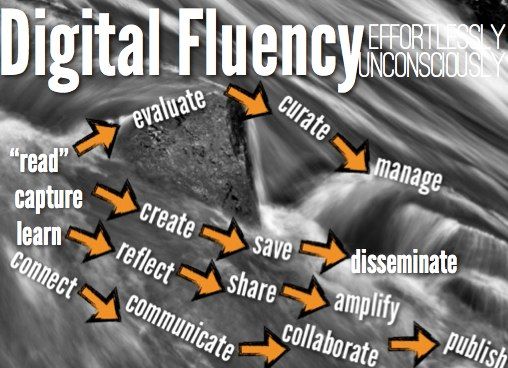 Digital Fluency
EFFORTLESSLY
UNCONSCIOUSLY
"read" evaluate curate manage
capture create save disseminate
learn reflect share amplify
connect communicate collaborate publish